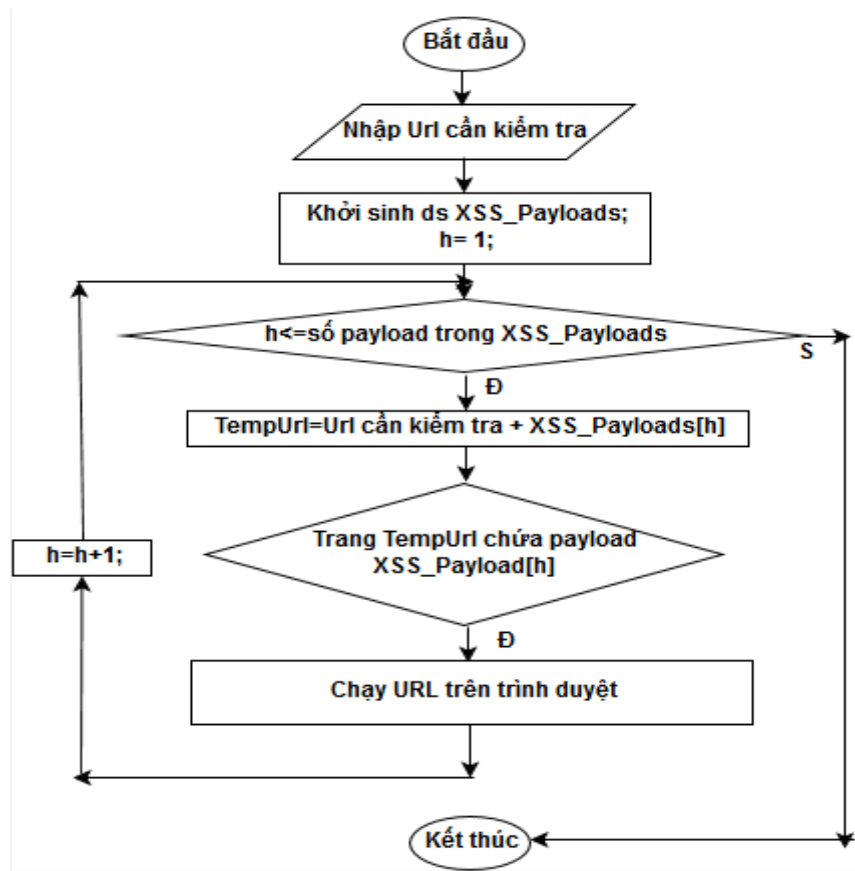 Bắt đầu
Nhập Url cần kiểm tra
Khởi sinh ds XSS_Payloads;
h= 1;
h<=số payload trong XSS_Payloads
S
Đ
TempUrl=Url cần kiểm tra + XSS_Payloads[h]
Trang TempUrl chứa payload
XSS_Payload[h]
h=h+1;
Đ
Chạy URL trên trình duyệt
Kết thúc